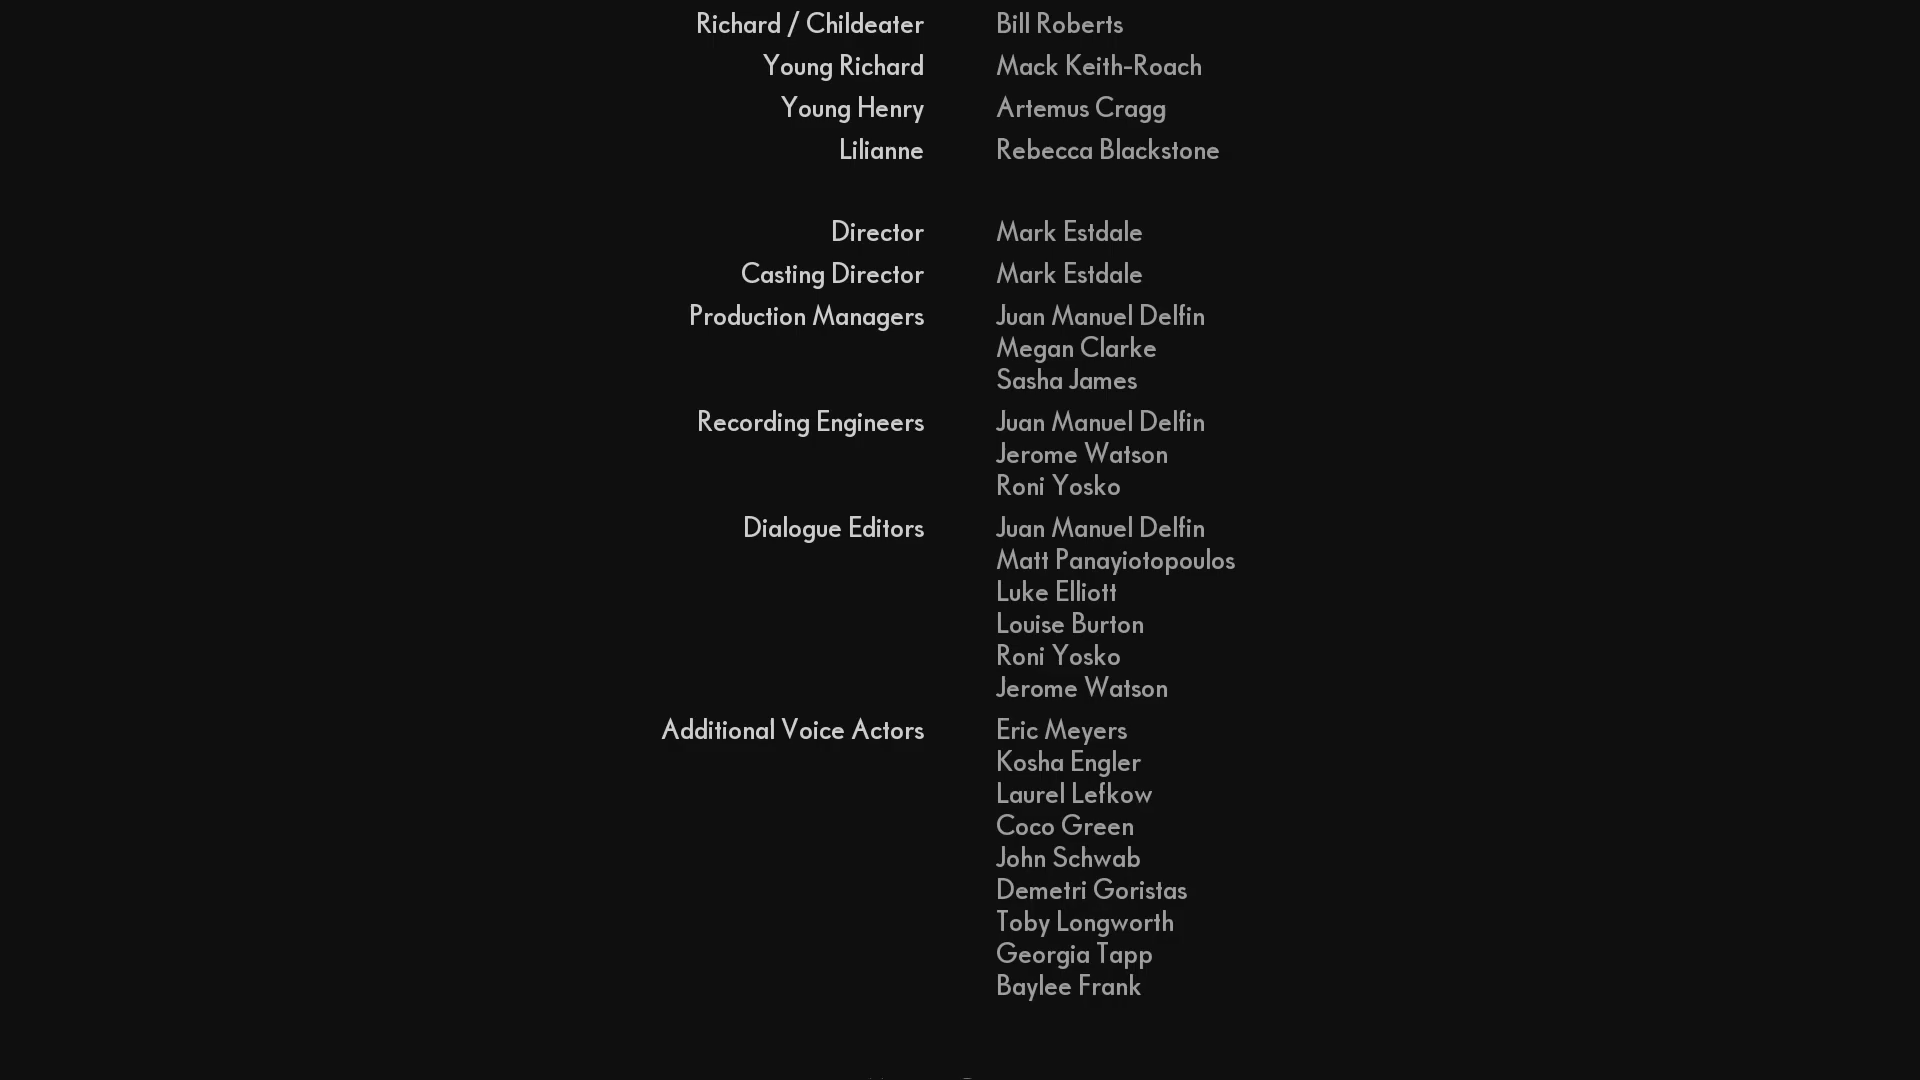 Richard / Childeater Bill Roberts
Young Richard Mack Keith-Roach
Young Henry Artemus Cragg
Lilianne Rebecca Blackstone
Director Mark Estdale
Casting Director Mark Estdale
Production Managers Juan Manuel Delfin
Megan Clarke
Sasha James
Recording Engineers Juan Manuel Delfin
Jerome Watson
Roni Yosko
Dialogue Editors Juan Manuel Delfin
Matt Panayiotopoulos
Luke Elliott
Louise Burton
Roni Yosko
Jerome Watson
Additional Voice Actors Eric Meyers
Kosha Engler
Laurel Lefkow
Coco Green
John Schwab
Demetri Goristas
Toby Longworth
Georgia Tapp
Baylee Frank